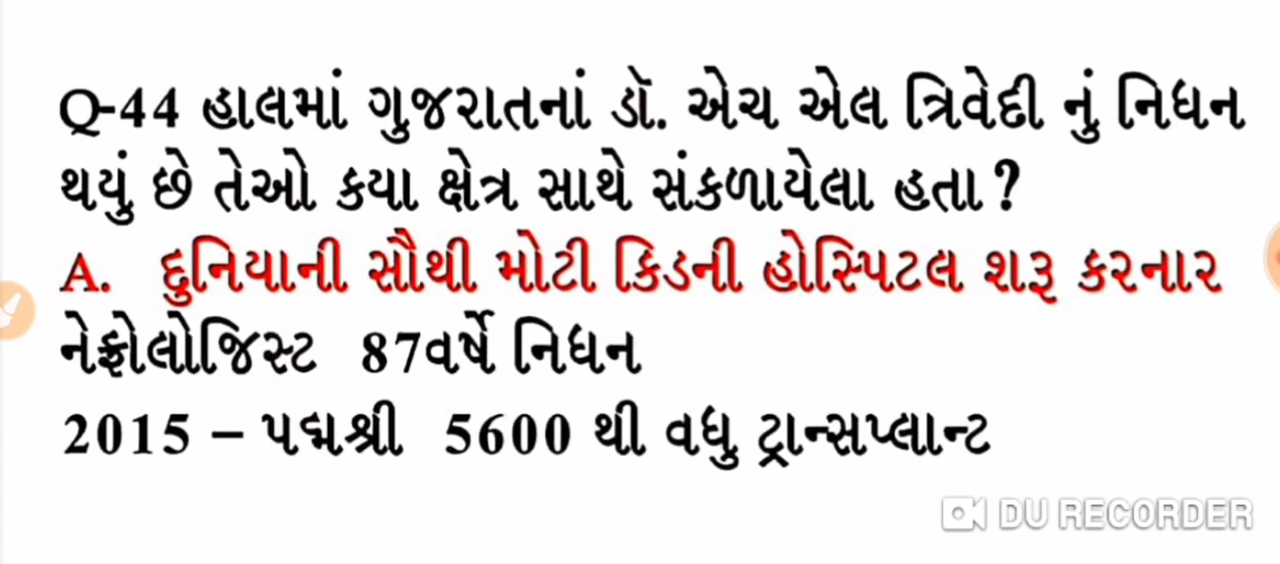 Q-44 હાલમાં ગુજરાતનાં ડૉ. એચ એલ ત્રિવેદી નું નિધન
થયું છે તેઓ કયા ક્ષેત્ર સાથે સંકળાયેલા હતા ?
A. દુનિયાની સૌથી મોટી કિડની હોસ્પિટલ શરૂ કરનાર
નેફ્રોલોજિસ્ટ 87વર્ષે નિધન
2015 – પદ્મશ્રી 5600 થી વધુ ટ્રાન્સપ્લાન્ટ
DU RECORDER